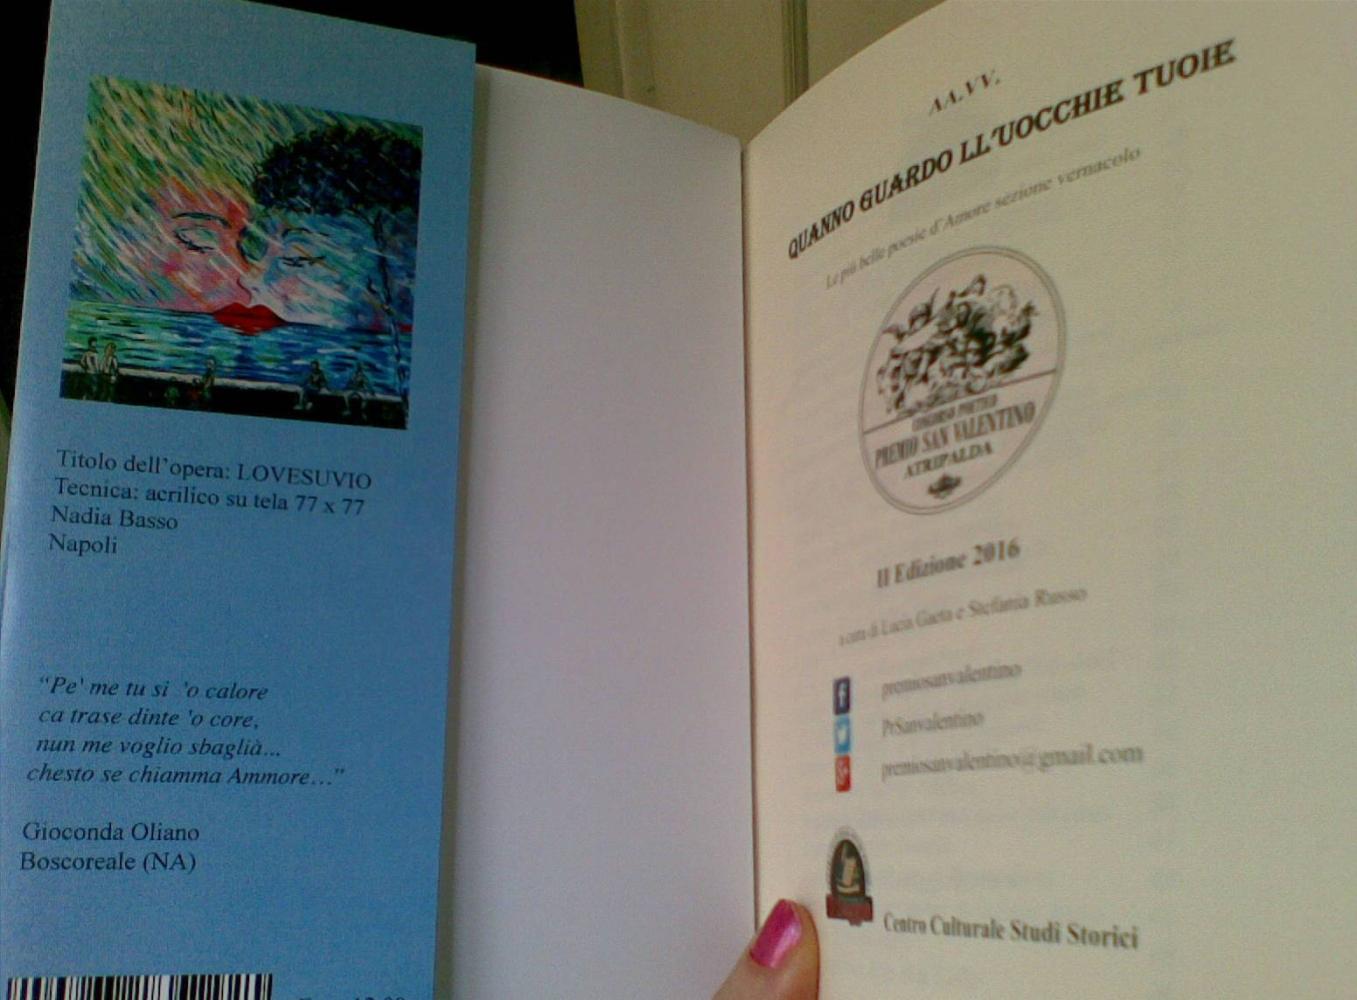 Titolo dell'opera: LOVESUVIO
Tecnica: acrilico su tela 77 x 77
Nadia Basso
Napoli
“Pe' me tu si 'o calore
ca trase dinte 'o core,
nun me voglio sbaglià...
chesto se chiamma Ammore...”
Gioconda Oliano
Boscoreale (NA)
AA.VV.
QUANNO GUARDO LL'UOCCHIE TUOIE
Le più belle poesie d'Amore sezione vernacolo
CONCORSO POETICO
PREMIO SAN VALENTINO
ATRIPALDA
II Edizione 2016
a cura di Lucia Gaeta e Stefania Russo
f premiosanvalentino
PrSanvalentino
g+ premiosanvalentino@gmail.com
Centro Culturale Studi Storici